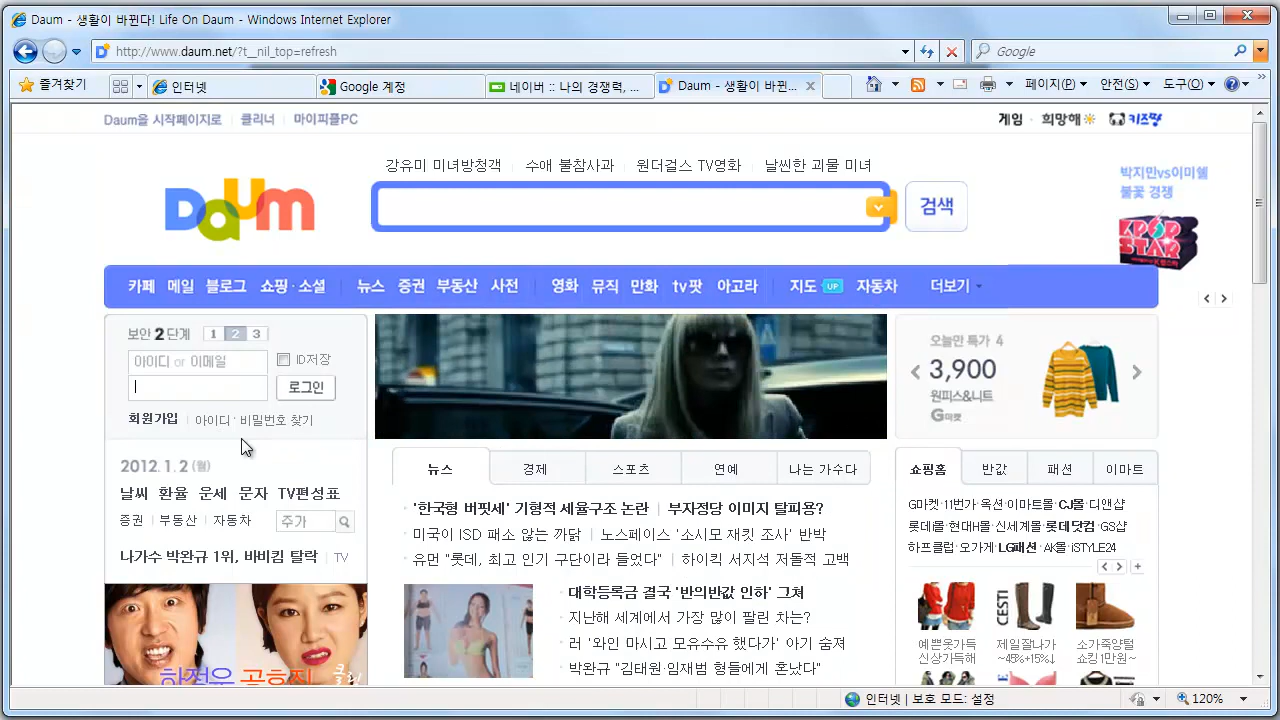 Daum - 생활이 바뀐다! Life On Daum - Windows Internet Explorer
http://www.daum.net/?t__nil_top=refresh
Google
즐겨찾기
인터넷
Google 계정
네이버 :: 나의 경쟁력, ...
Daum - 생활이 바뀐...
페이지(P)
안전(S)
도구(O)
Daum을 시작페이지로
클리너
마이피플PC
게임
희망해
키즈짱
강유미 미녀방청객
수애 불참사과
원더걸스 TV영화
날씬한 괴물 미녀
Daum
검색
박지민vs이미쉘
불꽃 경쟁
KPOP STAR
카페 메일 블로그 쇼핑·소셜 뉴스 증권 부동산 사전 영화 뮤직 만화 tv팟 아고라 지도 UP 자동차 더보기
보안 2단계 1 2 3
아이디 or 이메일
ID저장
로그인
회원가입
아이디·비밀번호 찾기
오늘만 특가 4
3,900
원피스&니트
G마켓
2012.1.2 (월)
날씨 환율 운세 문자 TV편성표
증권 부동산 자동차 주가
나가수 박완규 1위, 바비킴 탈락 TV
뉴스 경제 스포츠 연예 나는 가수다
'한국형 버핏세' 기형적 세율구조 논란 부자정당 이미지 탈피용?
미국이 ISD 패소 않는 까닭 노스페이스 '소시모 재킷 조사' 반박
유먼 "롯데, 최고 인기 구단이라 들었다" 하이킥 서지석 저돌적 고백
대학등록금 결국 '반의반값 인하' 그쳐
지난해 세계에서 가장 많이 팔린 차는?
러 '와인 마시고 모유수유 했다가' 아기 숨져
박완규 "김태원·임재범 형들에게 혼났다"
쇼핑홈 반값 패션 이마트
G마켓·11번가·옥션·이마트몰·CJ몰·디앤샵
롯데i몰·현대H몰·신세계몰·롯데닷컴·GS샵
하프클럽·오가게·LG패션·AK몰·iSTYLE24
예쁜옷가득
신상가득해
제일잘나가
~45%+15%~
소가죽양털
쇼킹1만원~
하정우 공효진
인터넷 | 보호 모드: 설정
120%